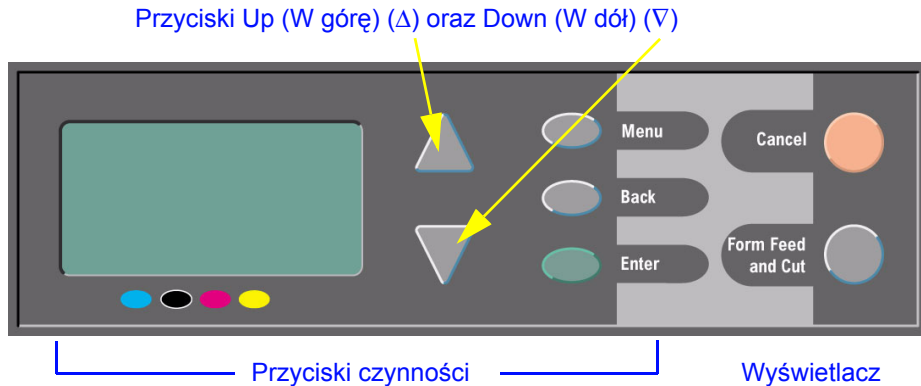 Przyciski Up (W górę) (∆) oraz Down (W dół) (∇)
Menu
Cancel
Back
Form Feed
and Cut
Enter
Przyciski czynności
Wyświetlacz